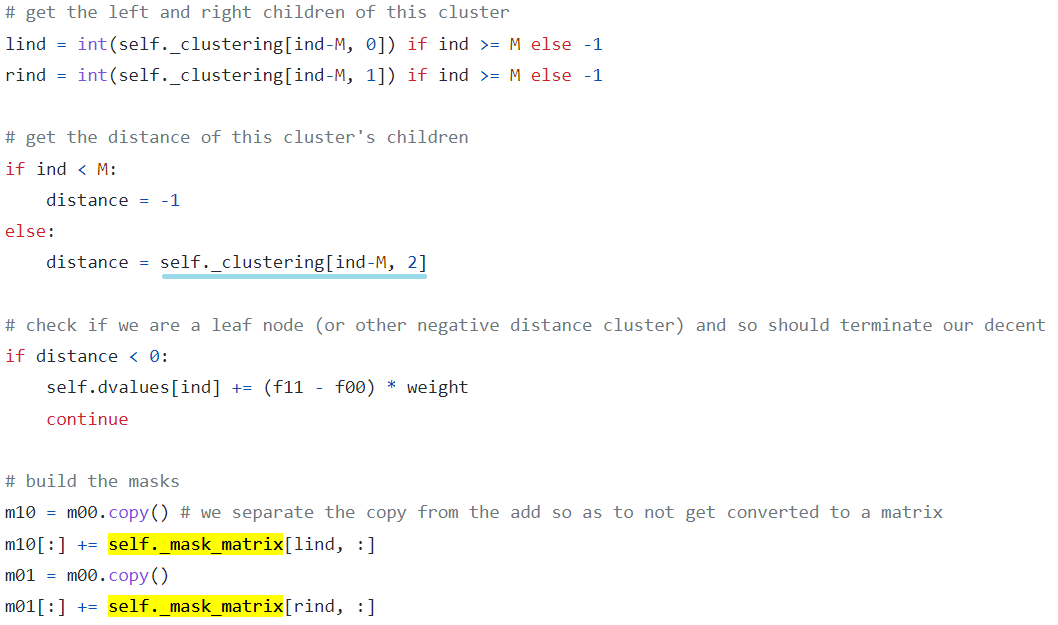 # get the left and right children of this cluster
lind = int(self._clustering[ind-M, 0]) if ind >= M else -1
rind = int(self._clustering[ind-M, 1]) if ind >= M else -1
# get the distance of this cluster's children
if ind < M:
    distance = -1
else:
    distance = self._clustering[ind-M, 2]
# check if we are a leaf node (or other negative distance cluster) and so should terminate our decent
if distance < 0:
    self.dvalues[ind] += (f11 - f00) * weight
    continue
# build the masks
m10 = m00.copy() # we separate the copy from the add so as to not get converted to a matrix
m10[:] += self._mask_matrix[lind, :]
m01 = m00.copy()
m01[:] += self._mask_matrix[rind, :]